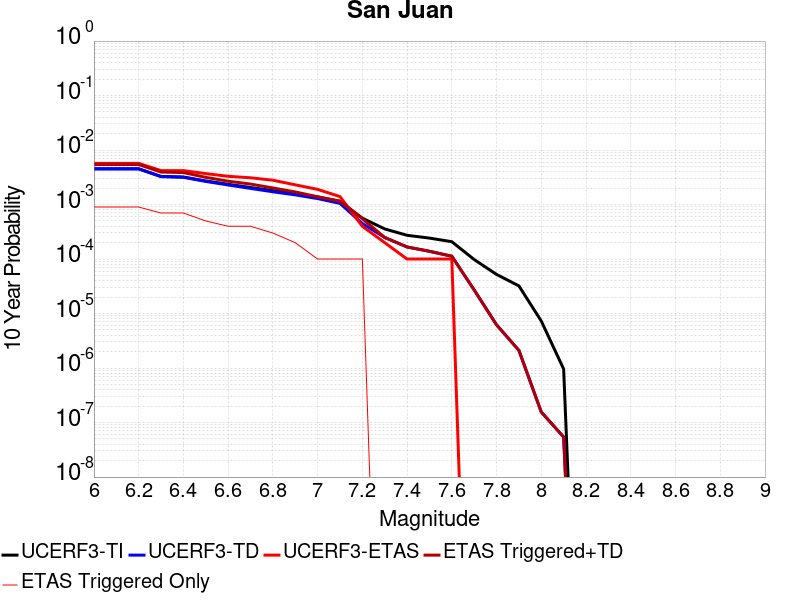 San Juan
10 Year Probability
10^0
10^-1
10^-2
10^-3
10^-4
10^-5
10^-6
10^-7
10^-8
6 6.2 6.4 6.6 6.8 7 7.2 7.4 7.6 7.8 8 8.2 8.4 8.6 8.8 9
Magnitude
UCERF3-TI UCERF3-TD UCERF3-ETAS ETAS Triggered+TD
ETAS Triggered Only